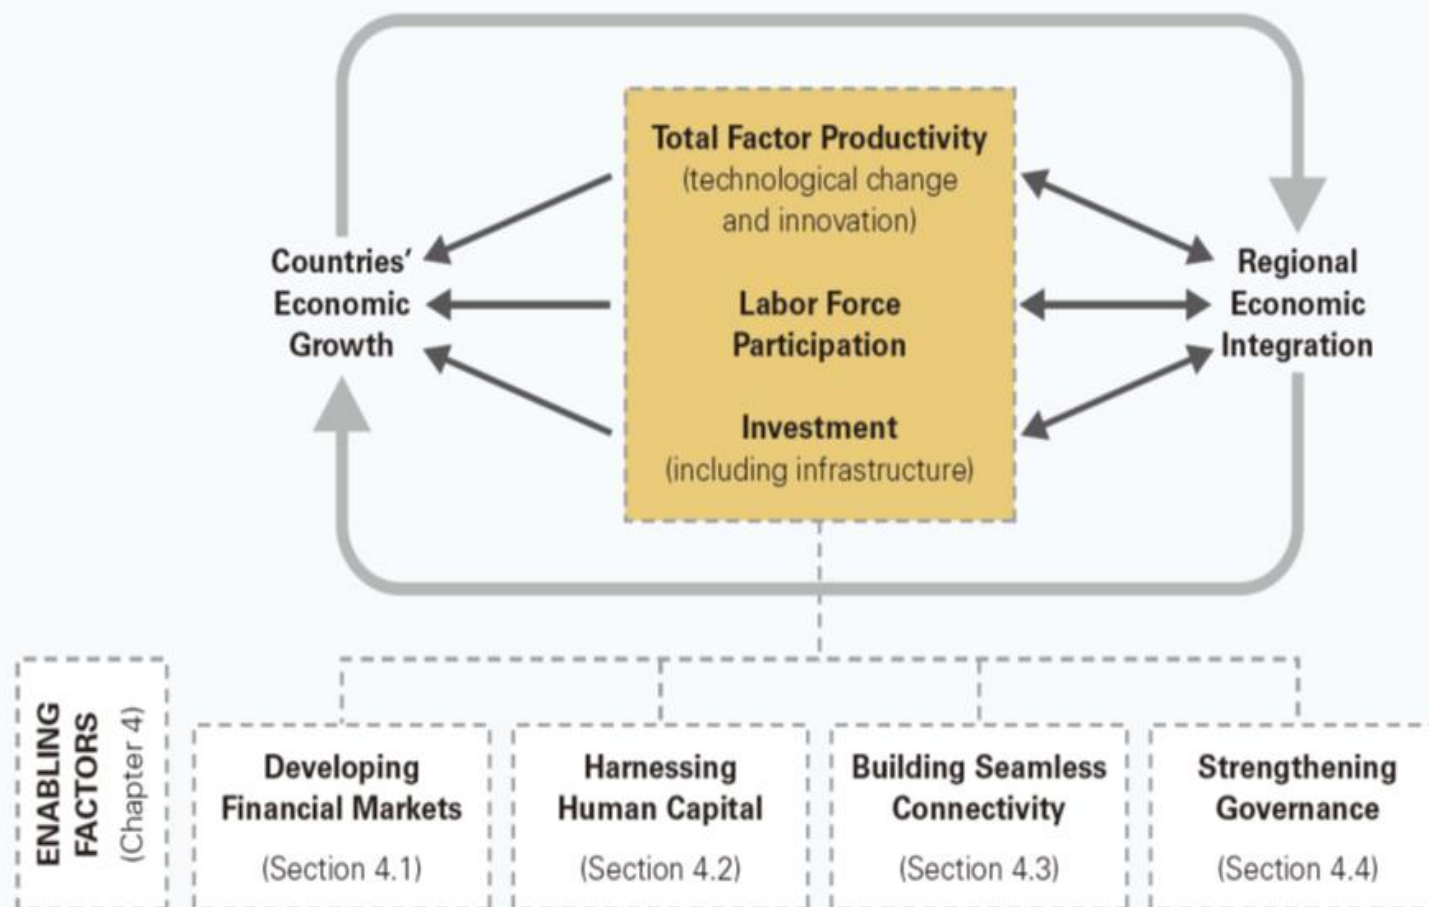 Total Factor Productivity
(technological change
and innovation)
Countries’
Economic
Growth
Labor Force
Participation
Regional
Economic
Integration
Investment
(including infrastructure)
ENABLING
FACTORS
(Chapter 4)
Developing
Financial Markets
(Section 4.1)
Harnessing
Human Capital
(Section 4.2)
Building Seamless
Connectivity
(Section 4.3)
Strengthening
Governance
(Section 4.4)